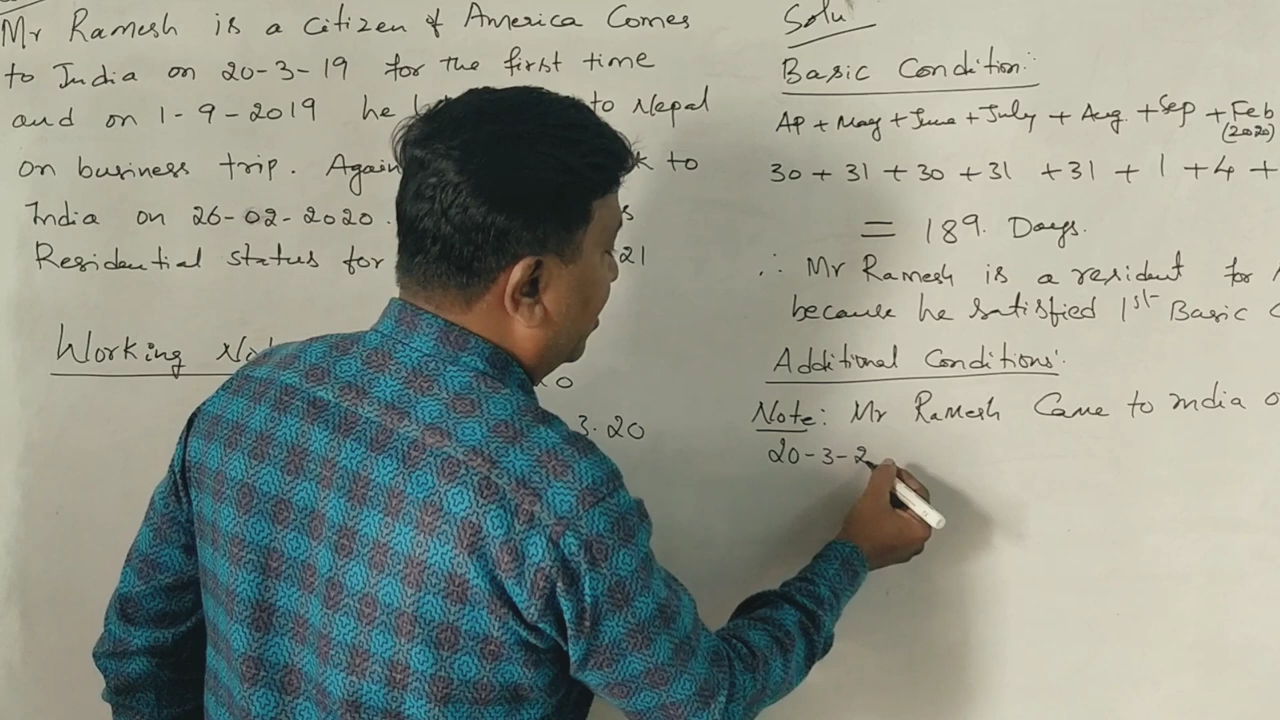 Mr Ramesh is a citizen of America Comes
to India on 20-3-19 for the first time
and on 1-9-2019 he to Nepal
on business trip. Again to
India on 26-02-2020.
Residential status for 21
Working
3.20
Solu
Basic Condition:
AP + May + June + July + Aug. + Sep + Feb
(2020)
30 + 31 + 30 + 31 + 31 + 1 + 4 +
= 189. Days.
∴ Mr Ramesh is a resident for
because he satisfied 1st Basic
Additional Conditions:
Note: Mr Ramesh Came to India
20-3-2